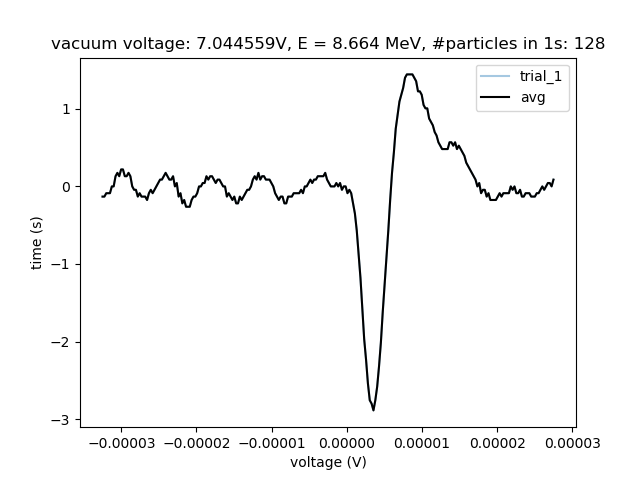 vacuum voltage: 7.044559V, E = 8.664 MeV, #particles in 1s: 128
trial_1
avg
1
0
−1
−2
−3
time (s)
−0.00003 −0.00002 −0.00001 0.00000 0.00001 0.00002 0.00003
voltage (V)